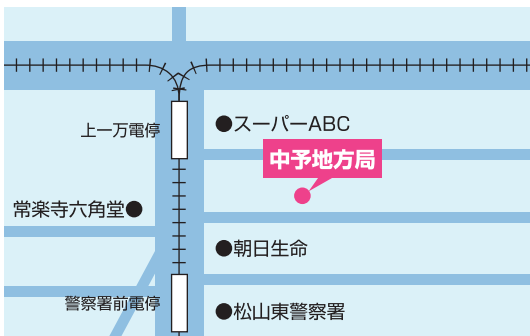 上一万電停
●スーパーABC
中予地方局
常楽寺六角堂●
●朝日生命
警察署前電停
●松山東警察署